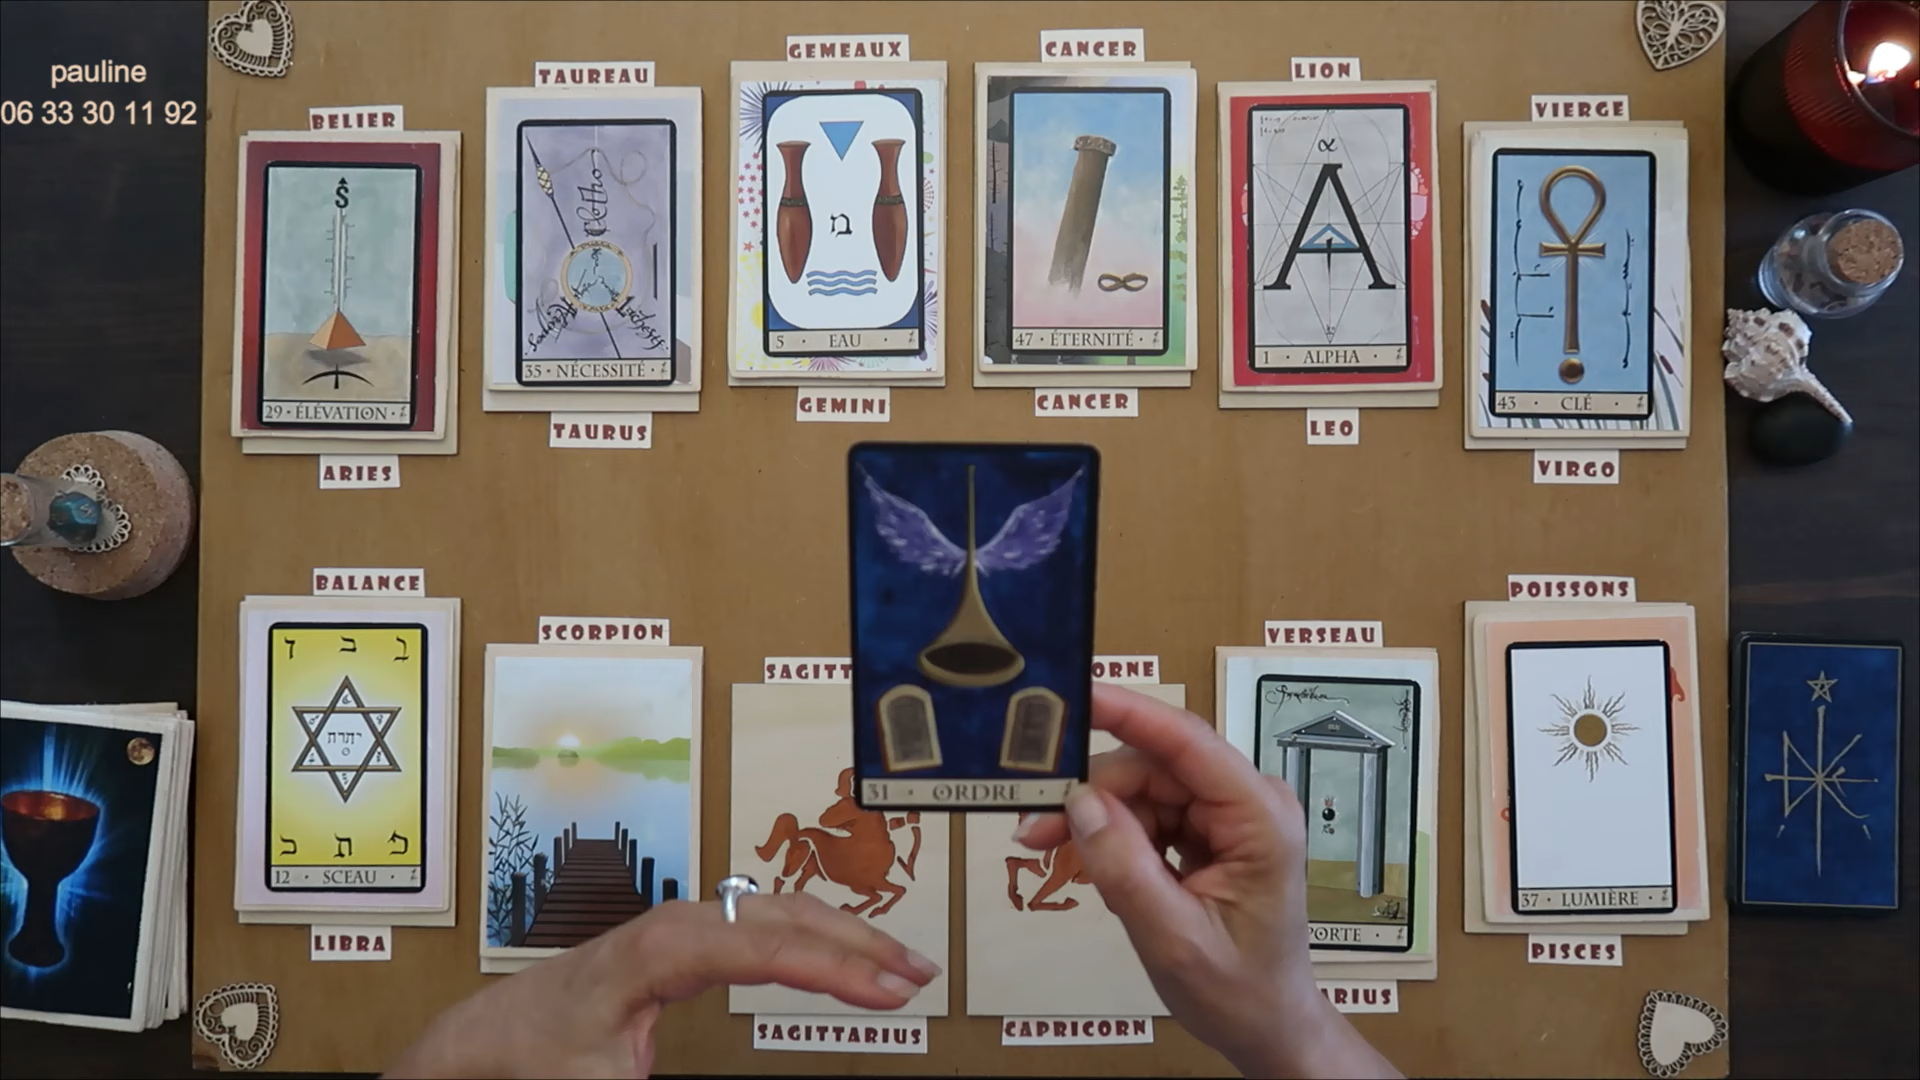 pauline
06 33 30 11 92
BELIER
TAUREAU
GEMEAUX
CANCER
LION
VIERGE
29 · ÉLÉVATION ·
35 · NÉCESSITÉ ·
Clotho
מ
5 · EAU ·
47 · ÉTERNITÉ ·
α
A
1 · ALPHA ·
43 · CLÉ ·
ARIES
TAURUS
GEMINI
CANCER
LEO
VIRGO
31 · ORDRE ·
BALANCE
SCORPION
SAGITT
ORNE
VERSEAU
POISSONS
12 · SCEAU ·
PORTE ·
37 · LUMIÈRE ·
LIBRA
SAGITTARIUS
CAPRICORN
ARIUS
PISCES